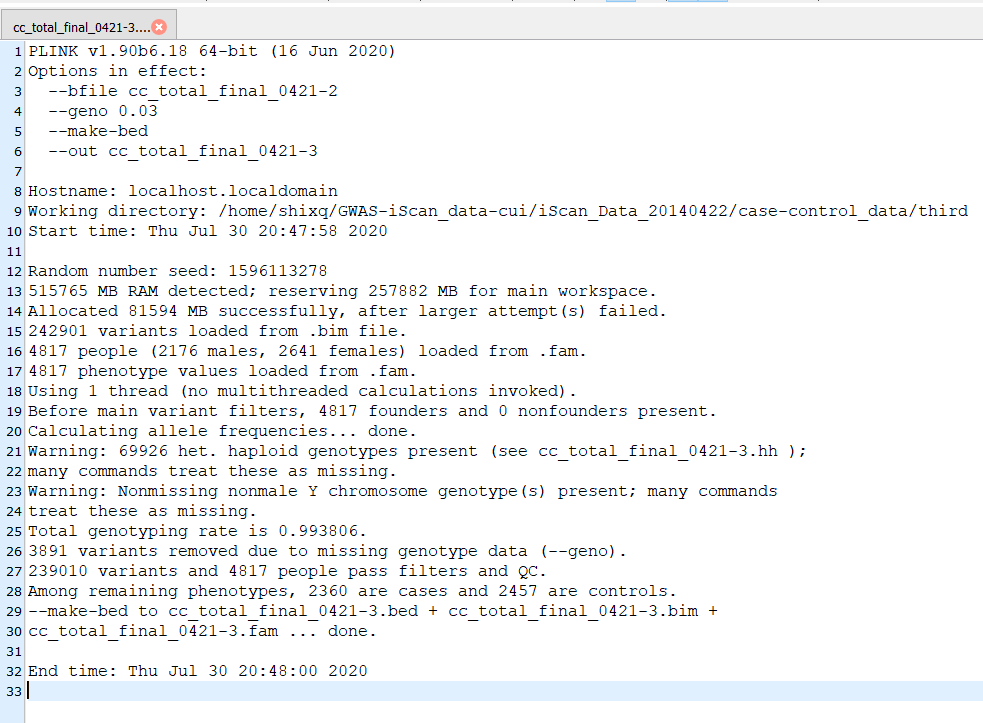 cc_total_final_0421-3....
1 PLINK v1.90b6.18 64-bit (16 Jun 2020)
2 Options in effect:
3   --bfile cc_total_final_0421-2
4   --geno 0.03
5   --make-bed
6   --out cc_total_final_0421-3
7
8 Hostname: localhost.localdomain
9 Working directory: /home/shixq/GWAS-iScan_data-cui/iScan_Data_20140422/case-control_data/third
10 Start time: Thu Jul 30 20:47:58 2020
11
12 Random number seed: 1596113278
13 515765 MB RAM detected; reserving 257882 MB for main workspace.
14 Allocated 81594 MB successfully, after larger attempt(s) failed.
15 242901 variants loaded from .bim file.
16 4817 people (2176 males, 2641 females) loaded from .fam.
17 4817 phenotype values loaded from .fam.
18 Using 1 thread (no multithreaded calculations invoked).
19 Before main variant filters, 4817 founders and 0 nonfounders present.
20 Calculating allele frequencies... done.
21 Warning: 69926 het. haploid genotypes present (see cc_total_final_0421-3.hh );
22 many commands treat these as missing.
23 Warning: Nonmissing nonmale Y chromosome genotype(s) present; many commands
24 treat these as missing.
25 Total genotyping rate is 0.993806.
26 3891 variants removed due to missing genotype data (--geno).
27 239010 variants and 4817 people pass filters and QC.
28 Among remaining phenotypes, 2360 are cases and 2457 are controls.
29 --make-bed to cc_total_final_0421-3.bed + cc_total_final_0421-3.bim +
30 cc_total_final_0421-3.fam ... done.
31
32 End time: Thu Jul 30 20:48:00 2020
33